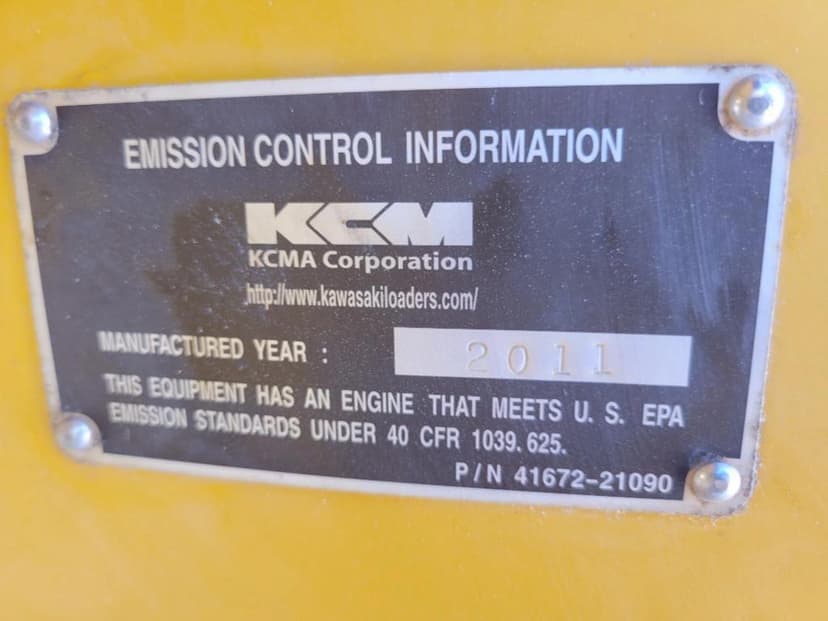 EMISSION CONTROL INFORMATION
KCM
KCMA Corporation
http://www.kawasakiloaders.com/
MANUFACTURED YEAR : 2011
THIS EQUIPMENT HAS AN ENGINE THAT MEETS U. S. EPA
EMISSION STANDARDS UNDER 40 CFR 1039. 625.
P/N 41672-21090